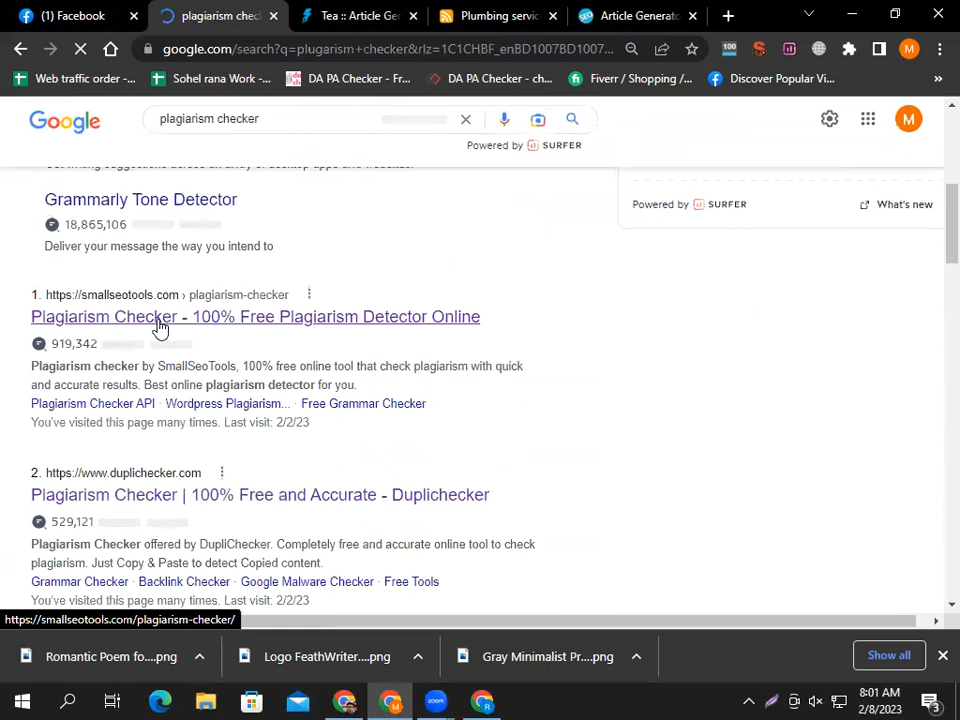 (1) Facebook
plagiarism chec
Tea :: Article Ge
Plumbing servic
Article Generato
google.com/search?q=plugarism+checker&rlz=1C1CHBF_enBD1007BD1007...
100
M
Web traffic order -...
Sohel rana Work -...
DA PA Checker - Fr...
DA PA Checker - ch...
Fiverr / Shopping /...
Discover Popular Vi...
»
Google
plagiarism checker
M
Powered by SURFER
Grammarly Tone Detector
18,865,106
Deliver your message the way you intend to
Powered by SURFER
What's new
1. https://smallseotools.com › plagiarism-checker
Plagiarism Checker - 100% Free Plagiarism Detector Online
919,342
Plagiarism checker by SmallSeoTools, 100% free online tool that check plagiarism with quick
and accurate results. Best online plagiarism detector for you.
Plagiarism Checker API · Wordpress Plagiarism... · Free Grammar Checker
You've visited this page many times. Last visit: 2/2/23
2. https://www.duplichecker.com
Plagiarism Checker | 100% Free and Accurate - Duplichecker
529,121
Plagiarism Checker offered by DupliChecker. Completely free and accurate online tool to check
plagiarism. Just Copy & Paste to detect Copied content.
Grammar Checker · Backlink Checker · Google Malware Checker · Free Tools
You've visited this page many times. Last visit: 2/2/23
https://smallseotools.com/plagiarism-checker/
Romantic Poem fo....png
Logo FeathWriter....png
Gray Minimalist Pr....png
Show all
zoom
8:01 AM
2/8/2023
3